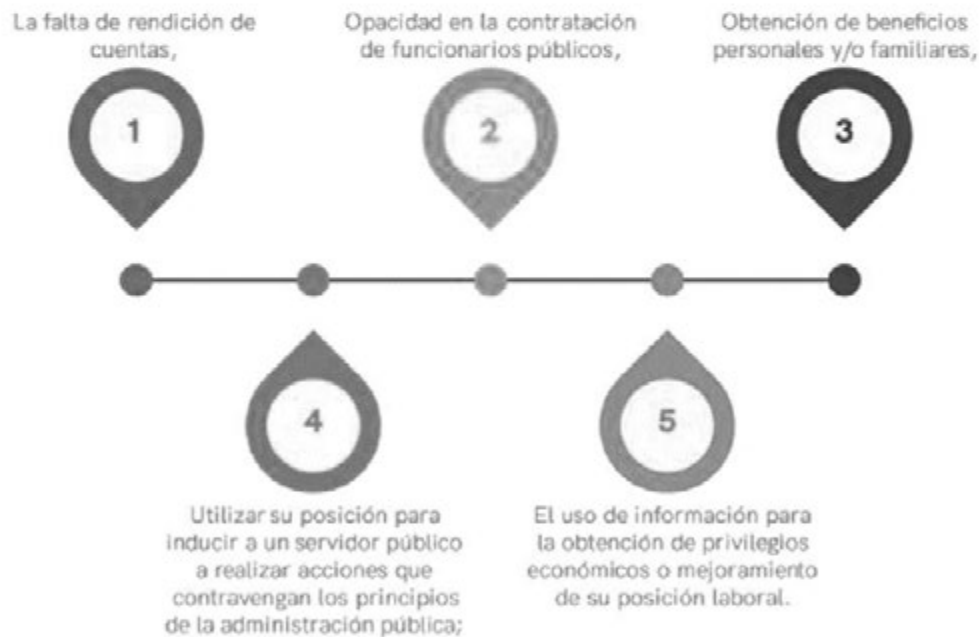 La falta de rendición de
cuentas,
1
Opacidad en la contratación
de funcionarios públicos,
2
Obtención de beneficios
personales y/o familiares,
3
4
Utilizar su posición para
inducir a un servidor público
a realizar acciones que
contravengan los principios
de la administración pública;
5
El uso de información para
la obtención de privilegios
económicos o mejoramiento
de su posición laboral.